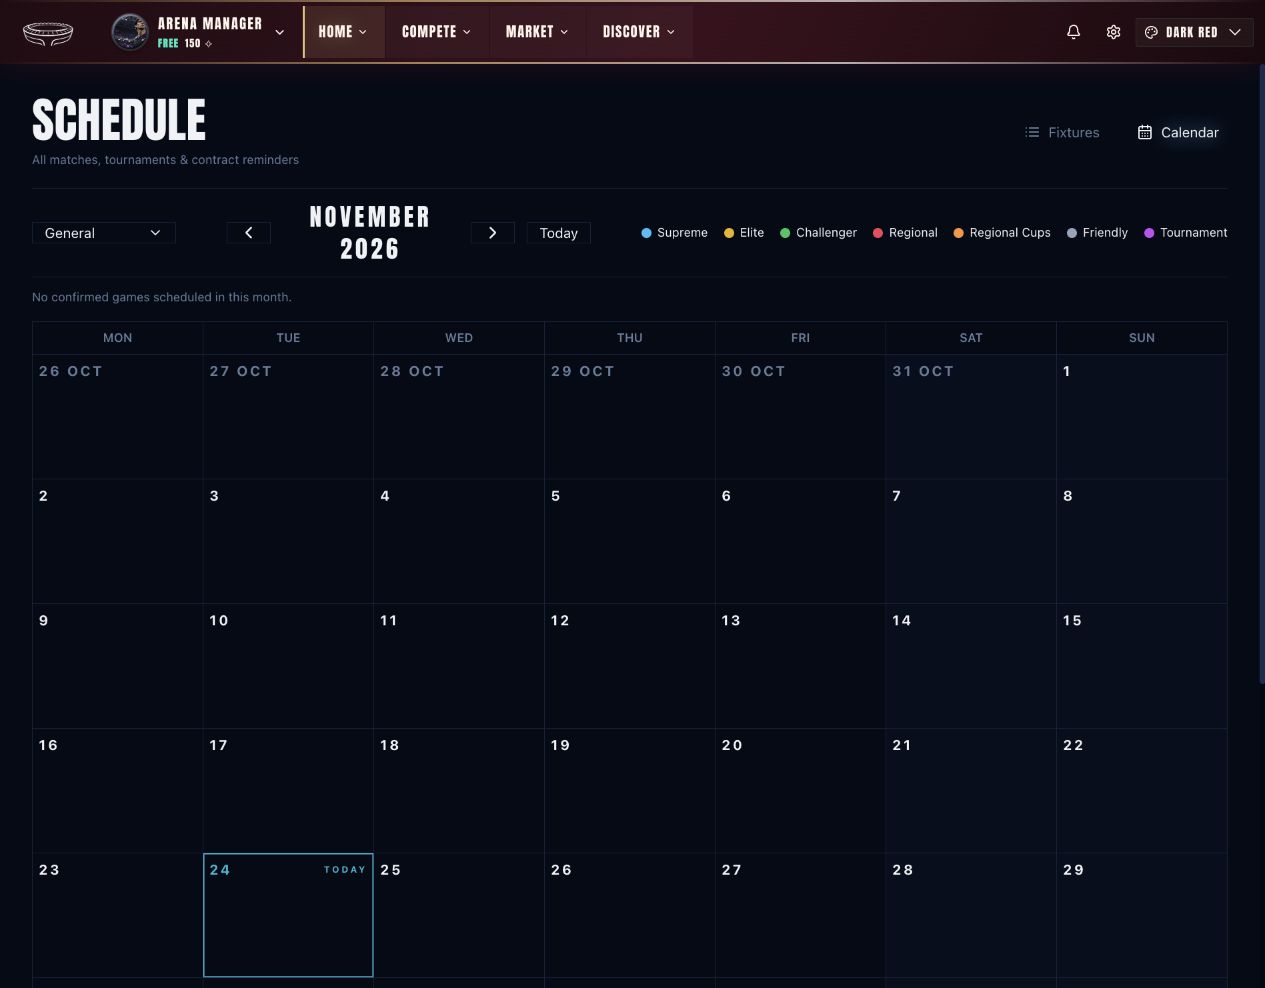 ARENA MANAGER
FREE 150
HOME
COMPETE
MARKET
DISCOVER
DARK RED
SCHEDULE
All matches, tournaments & contract reminders
Fixtures
Calendar
General
NOVEMBER
2026
Today
Supreme
Elite
Challenger
Regional
Regional Cups
Friendly
Tournament
No confirmed games scheduled in this month.
MON TUE WED THU FRI SAT SUN
26 OCT 27 OCT 28 OCT 29 OCT 30 OCT 31 OCT 1
2 3 4 5 6 7 8
9 10 11 12 13 14 15
16 17 18 19 20 21 22
23 24 TODAY 25 26 27 28 29